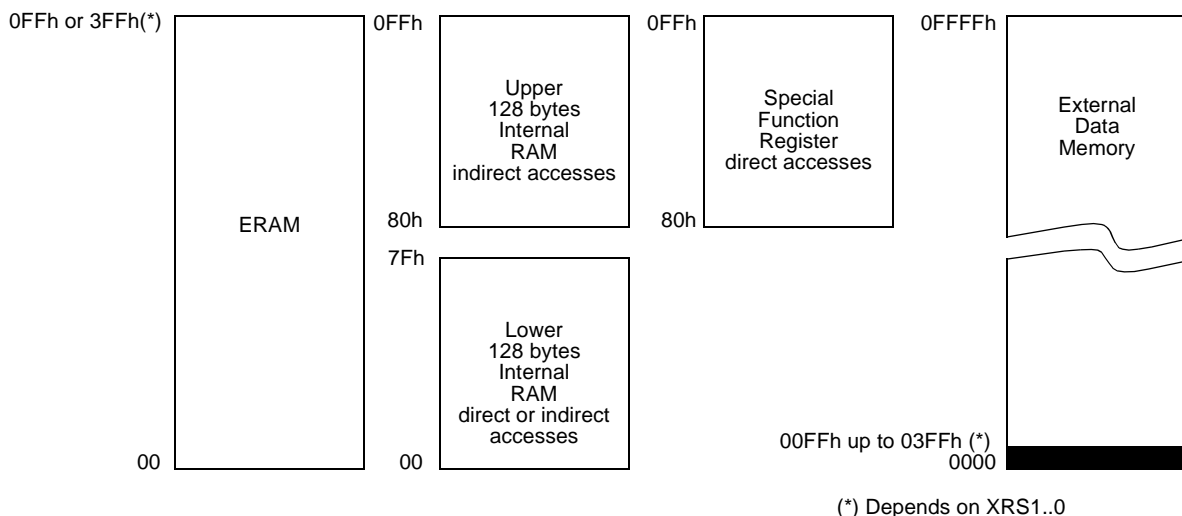 0FFh or 3FFh(*)
ERAM
00
0FFh
Upper
128 bytes
Internal
RAM
indirect accesses
80h
7Fh
Lower
128 bytes
Internal
RAM
direct or indirect
accesses
00
0FFh
Special
Function
Register
direct accesses
80h
0FFFFh
External
Data
Memory
00FFh up to 03FFh (*)
0000
(*) Depends on XRS1..0